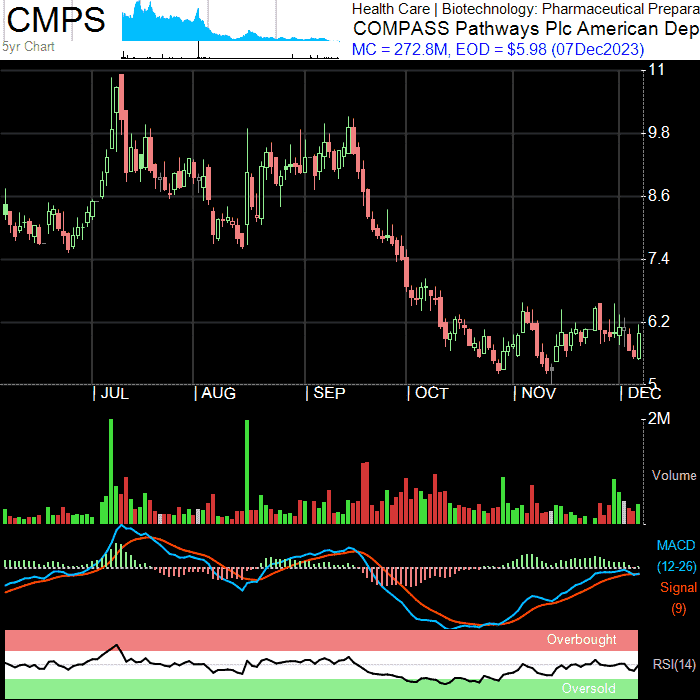 CMPS
5yr Chart
Health Care | Biotechnology: Pharmaceutical Prepara
COMPASS Pathways Plc American Dep
MC = 272.8M, EOD = $5.98 (07Dec2023)
11
9.8
8.6
7.4
6.2
5
| JUL | AUG | SEP | OCT | NOV | DEC
2M
Volume
MACD
(12-26)
Signal
(9)
Overbought
RSI(14)
Oversold